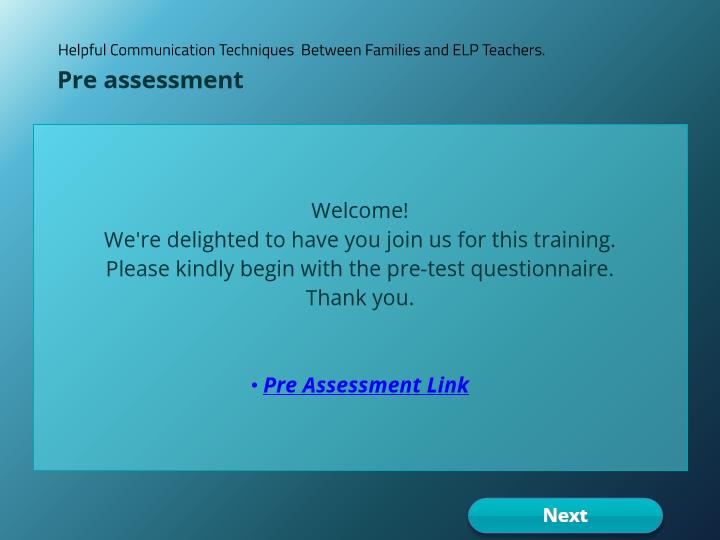 Helpful Communication Techniques  Between Families and ELP Teachers.
Pre assessment
Welcome!
We're delighted to have you join us for this training.
Please kindly begin with the pre-test questionnaire.
Thank you.
• Pre Assessment Link
Next